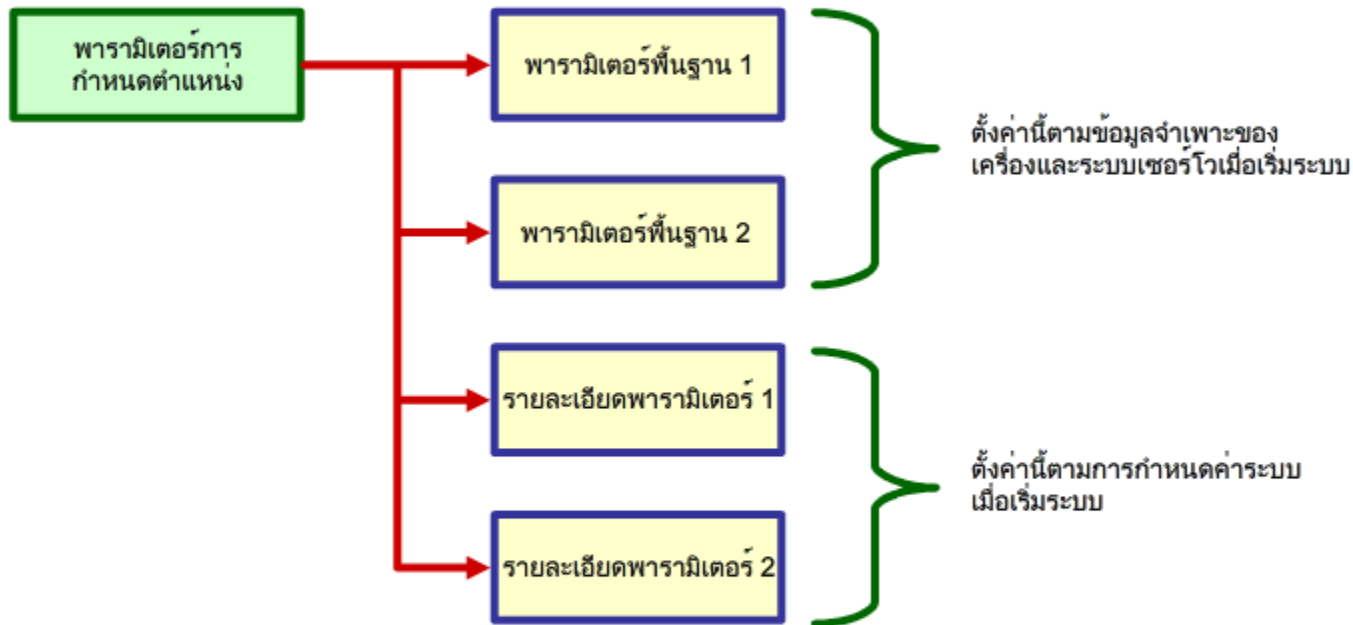 พารามิเตอร์การ
กำหนดตำแหน่ง
พารามิเตอร์พื้นฐาน 1
พารามิเตอร์พื้นฐาน 2
ตั้งค่านี้ตามข้อมูลจำเพาะของ
เครื่องและระบบเซอร์โวเมื่อเริ่มระบบ
รายละเอียดพารามิเตอร์ 1
รายละเอียดพารามิเตอร์ 2
ตั้งค่านี้ตามการกำหนดค่าระบบ
เมื่อเริ่มระบบ